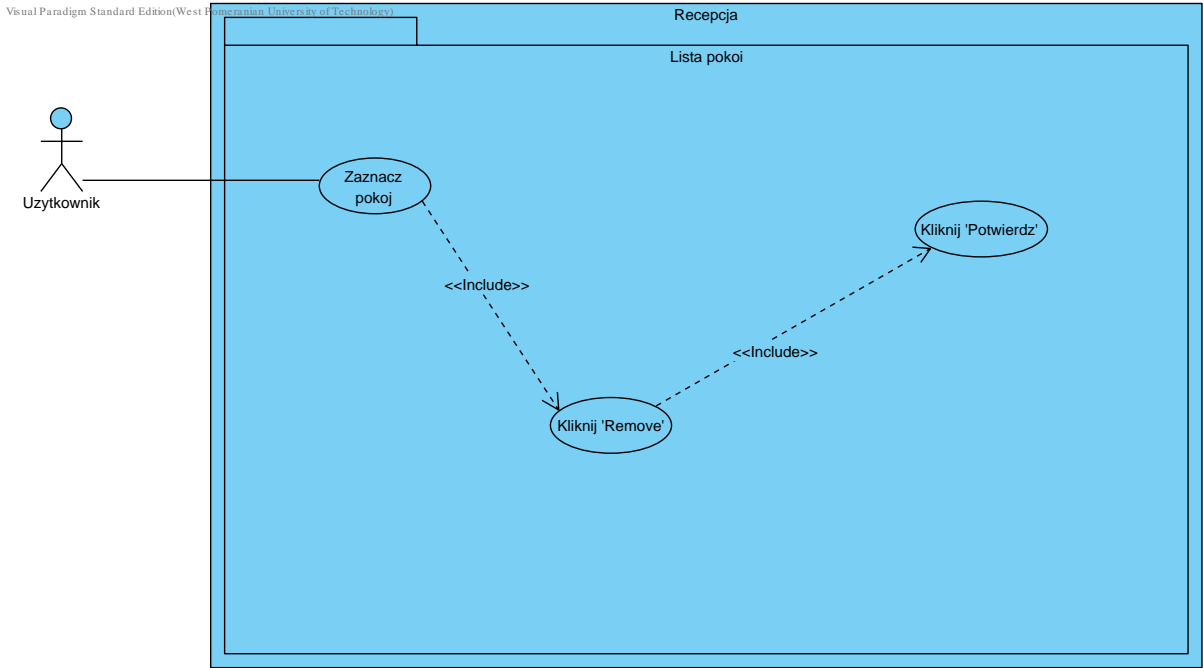 Visual Paradigm Standard Edition(West Pomeranian University of Technology)
Recepcja
Lista pokoi
Uzytkownik
Zaznacz
pokoj
Kliknij 'Potwierdz'
<<Include>>
<<Include>>
Kliknij 'Remove'